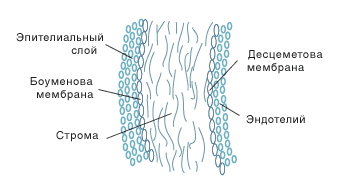 Эпителиальный
слой
Боуменова
мембрана
Строма
Десцеметова
мембрана
Эндотелий